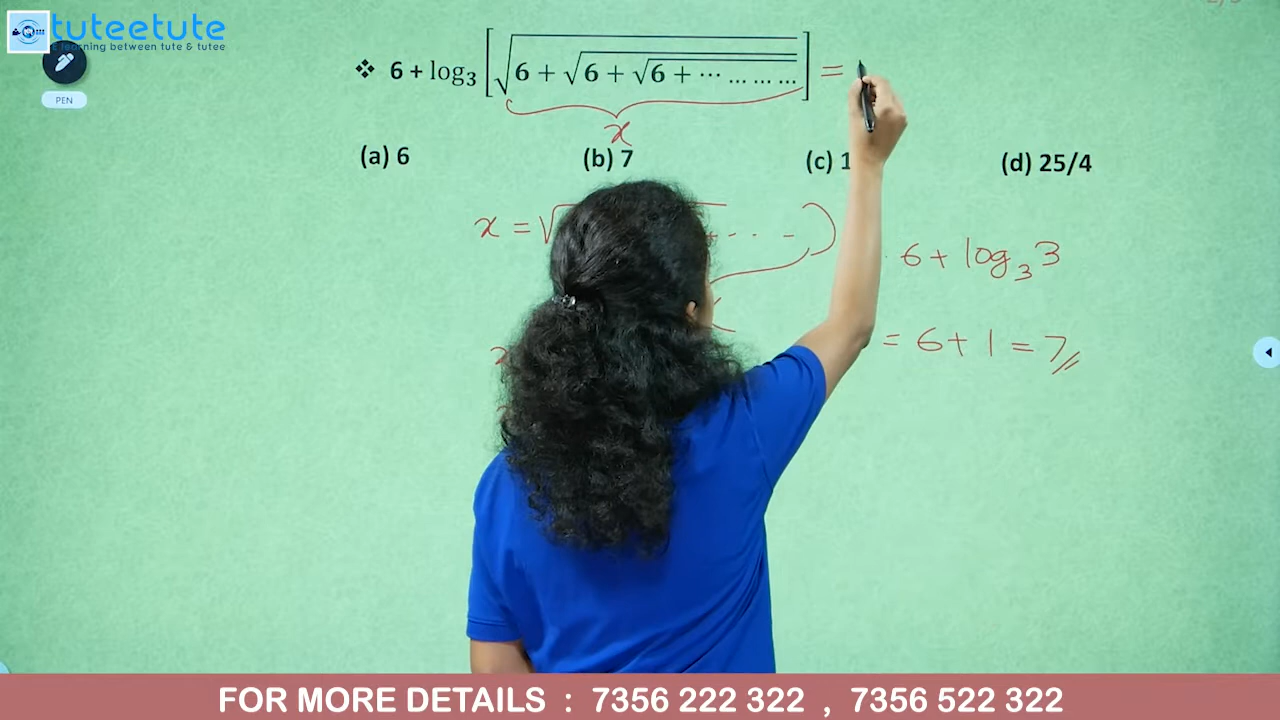 tuteetute
e learning between tute & tutee
PEN
❖ 6 + log₃ [√6 + √6 + √6 + ⋯ … … … …] =
x
(a) 6 (b) 7 (c) 1 (d) 25/4
x = √ + · · · -
6 + log₃ 3
= 6 + 1 = 7//
FOR MORE DETAILS : 7356 222 322 , 7356 522 322